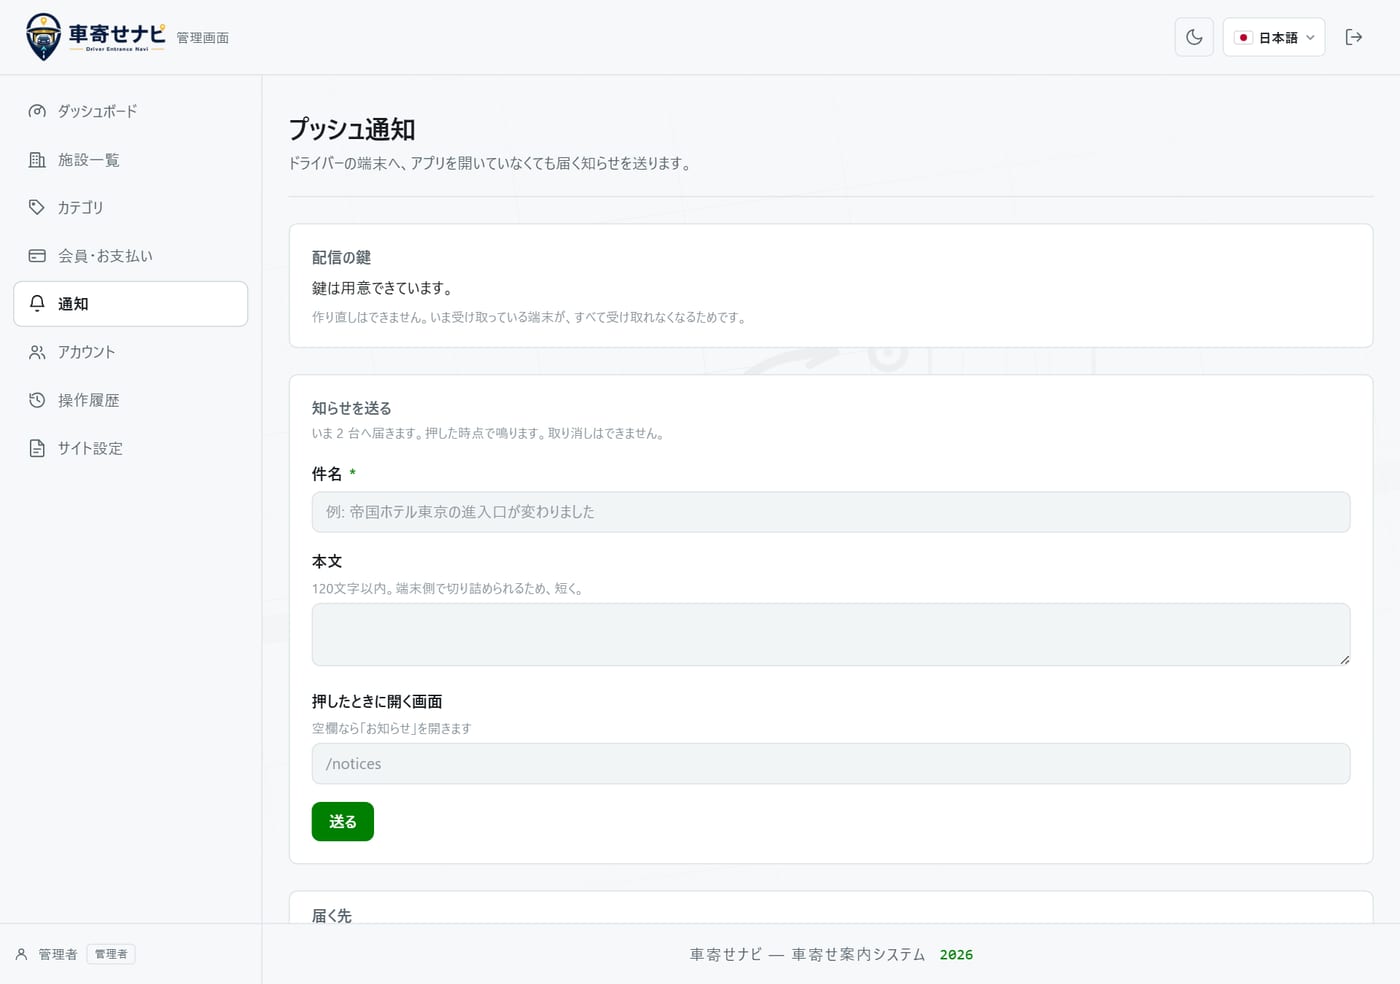 車寄せナビ
Driver Entrance Navi
管理画面
日本語
ダッシュボード
施設一覧
カテゴリ
会員・お支払い
通知
アカウント
操作履歴
サイト設定
プッシュ通知
ドライバーの端末へ、アプリを開いていなくても届く知らせを送ります。
配信の鍵
鍵は用意できています。
作り直しはできません。いま受け取っている端末が、すべて受け取れなくなるためです。
知らせを送る
いま 2 台へ届きます。押した時点で鳴ります。取り消しはできません。
件名 *
例: 帝国ホテル東京の進入口が変わりました
本文
120文字以内。端末側で切り詰められるため、短く。
押したときに開く画面
空欄なら「お知らせ」を開きます
/notices
送る
届く先
管理者 管理者
車寄せナビ — 車寄せ案内システム 2026